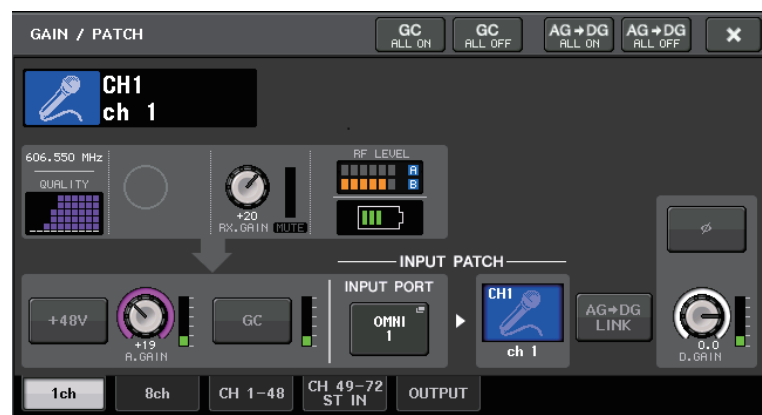 GAIN / PATCH
GC
ALL ON
GC
ALL OFF
AG→DG
ALL ON
AG→DG
ALL OFF
CH1
ch 1
606.550 MHz
QUALITY
+20
RX.GAIN MUTE
RF LEVEL
A
B
INPUT PATCH
+48V
+19
A.GAIN
GC
INPUT PORT
OMNI
1
CH1
ch 1
AG→DG
LINK
ø
0.0
D.GAIN
1ch
8ch
CH 1-48
CH 49-72
ST IN
OUTPUT